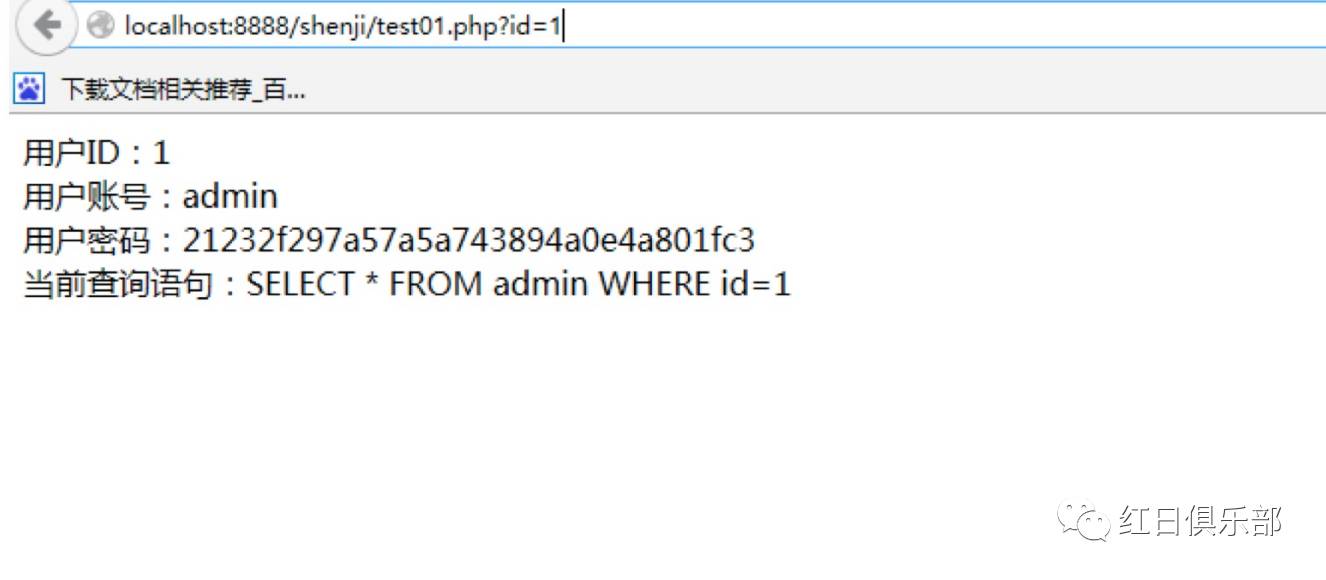 localhost:8888/shenji/test01.php?id=1
下载文档相关推荐_百...
用户ID：1
用户账号：admin
用户密码：21232f297a57a5a743894a0e4a801fc3
当前查询语句：SELECT * FROM admin WHERE id=1
红日俱乐部